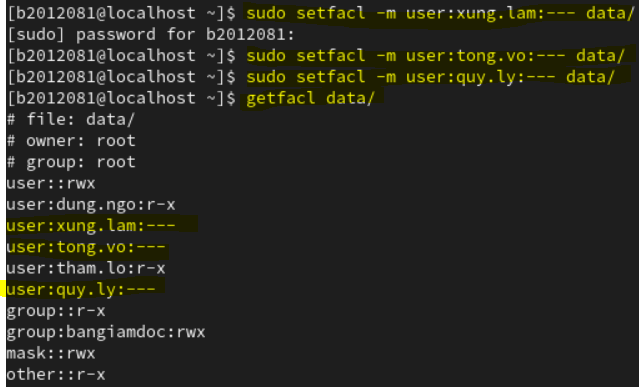 [b2012081@localhost ~]$ sudo setfacl -m user:xung.lam:--- data/
[sudo] password for b2012081:
[b2012081@localhost ~]$ sudo setfacl -m user:tong.vo:--- data/
[b2012081@localhost ~]$ sudo setfacl -m user:quy.ly:--- data/
[b2012081@localhost ~]$ getfacl data/
# file: data/
# owner: root
# group: root
user::rwx
user:dung.ngo:r-x
user:xung.lam:---
user:tong.vo:---
user:tham.lo:r-x
user:quy.ly:---
group::r-x
group:bangiamdoc:rwx
mask::rwx
other::r-x